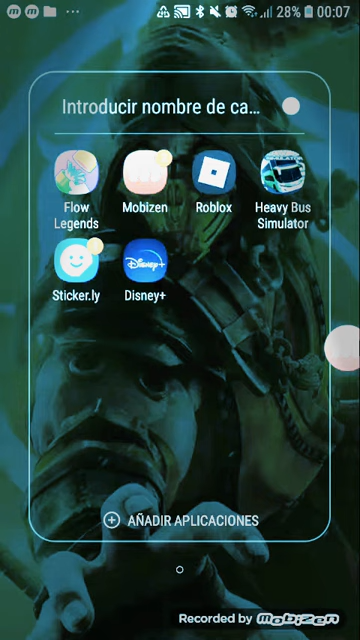 28% 00:07
Introducir nombre de ca...
Flow Legends
Mobizen
Roblox
Heavy Bus Simulator
Sticker.ly
Disney+
Disney+
AÑADIR APLICACIONES
Recorded by Mobizen